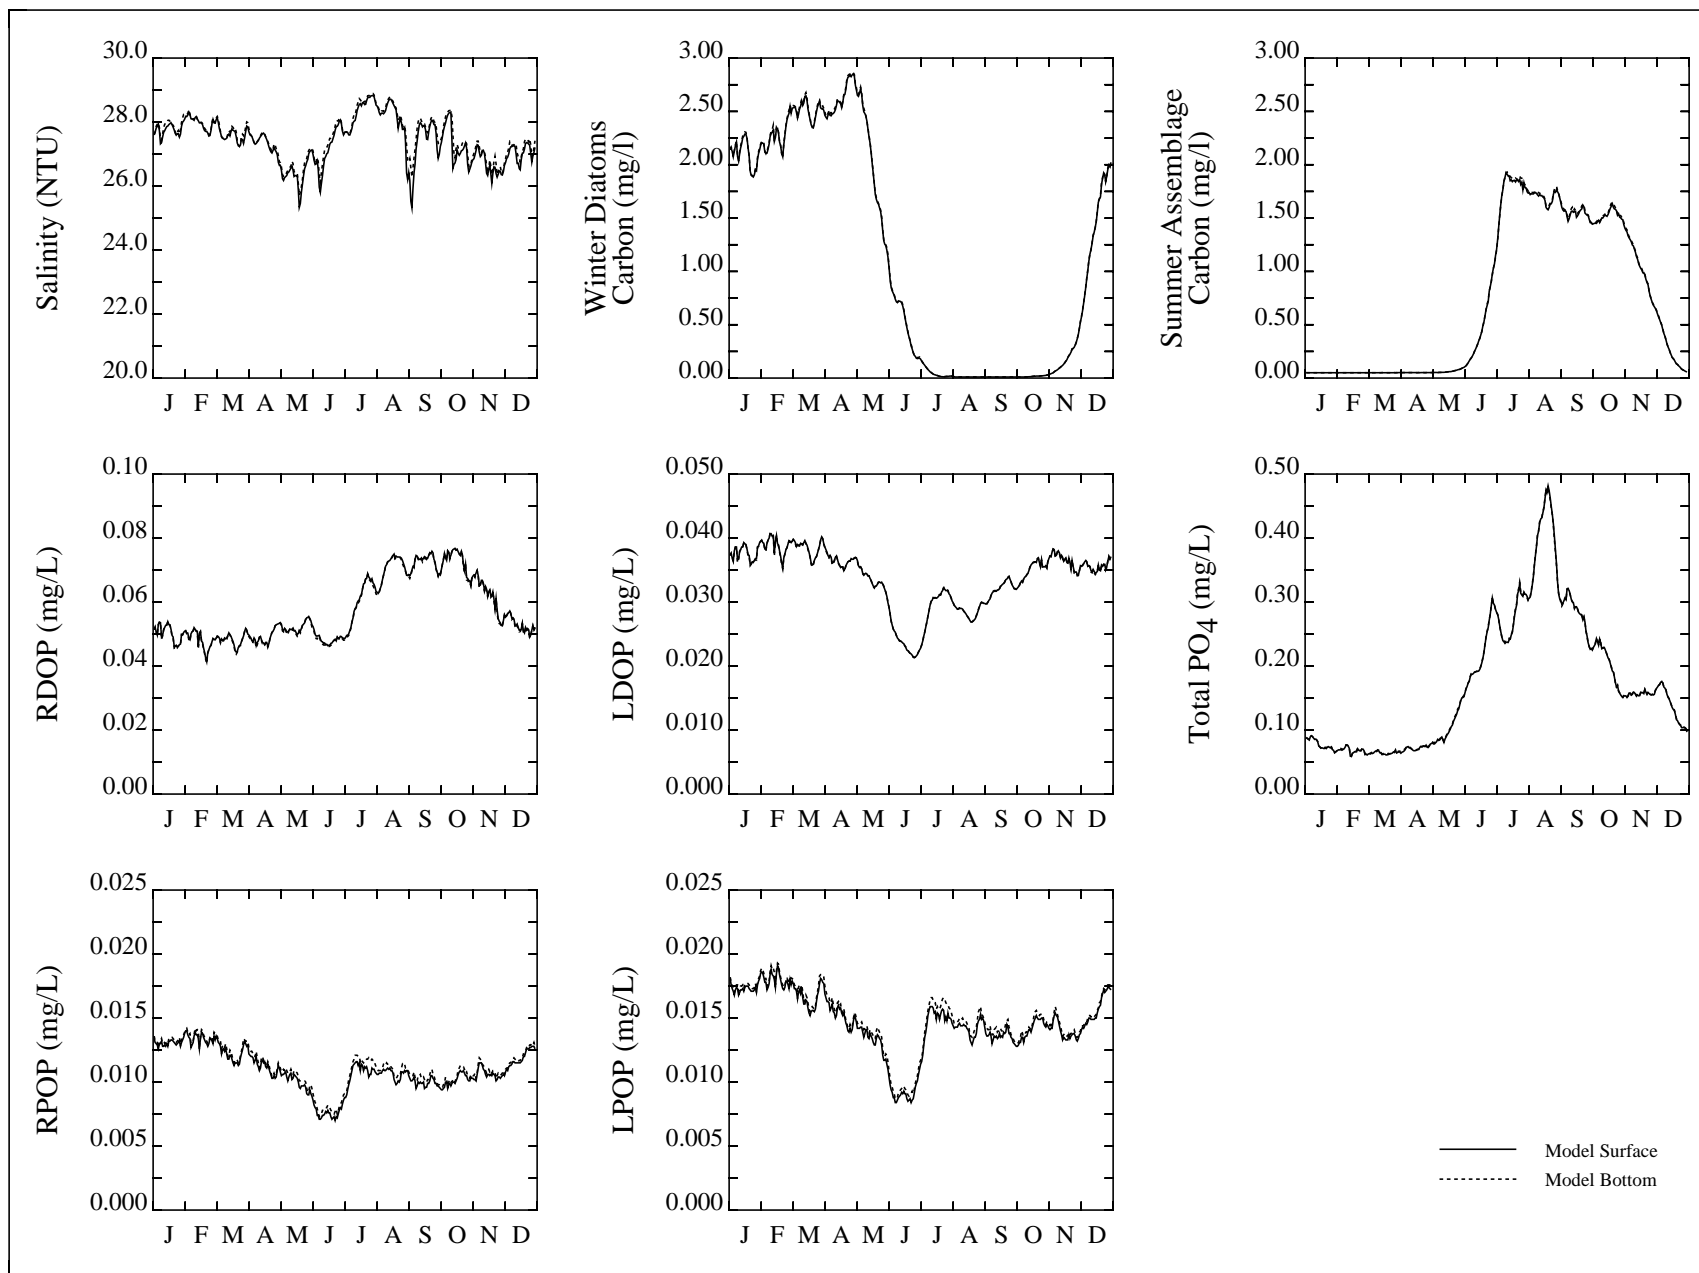 Salinity (NTU)
30.0
28.0
26.0
24.0
22.0
20.0
J F M A M J J A S O N D
Winter Diatoms
Carbon (mg/l)
3.00
2.50
2.00
1.50
1.00
0.50
0.00
J F M A M J J A S O N D
Summer Assemblage
Carbon (mg/l)
3.00
2.50
2.00
1.50
1.00
0.50
0.00
J F M A M J J A S O N D
RDOP (mg/L)
0.10
0.08
0.06
0.04
0.02
0.00
J F M A M J J A S O N D
LDOP (mg/L)
0.050
0.040
0.030
0.020
0.010
0.000
J F M A M J J A S O N D
Total PO4 (mg/L)
0.50
0.40
0.30
0.20
0.10
0.00
J F M A M J J A S O N D
RPOP (mg/L)
0.025
0.020
0.015
0.010
0.005
0.000
J F M A M J J A S O N D
LPOP (mg/L)
0.025
0.020
0.015
0.010
0.005
0.000
J F M A M J J A S O N D
Model Surface
Model Bottom